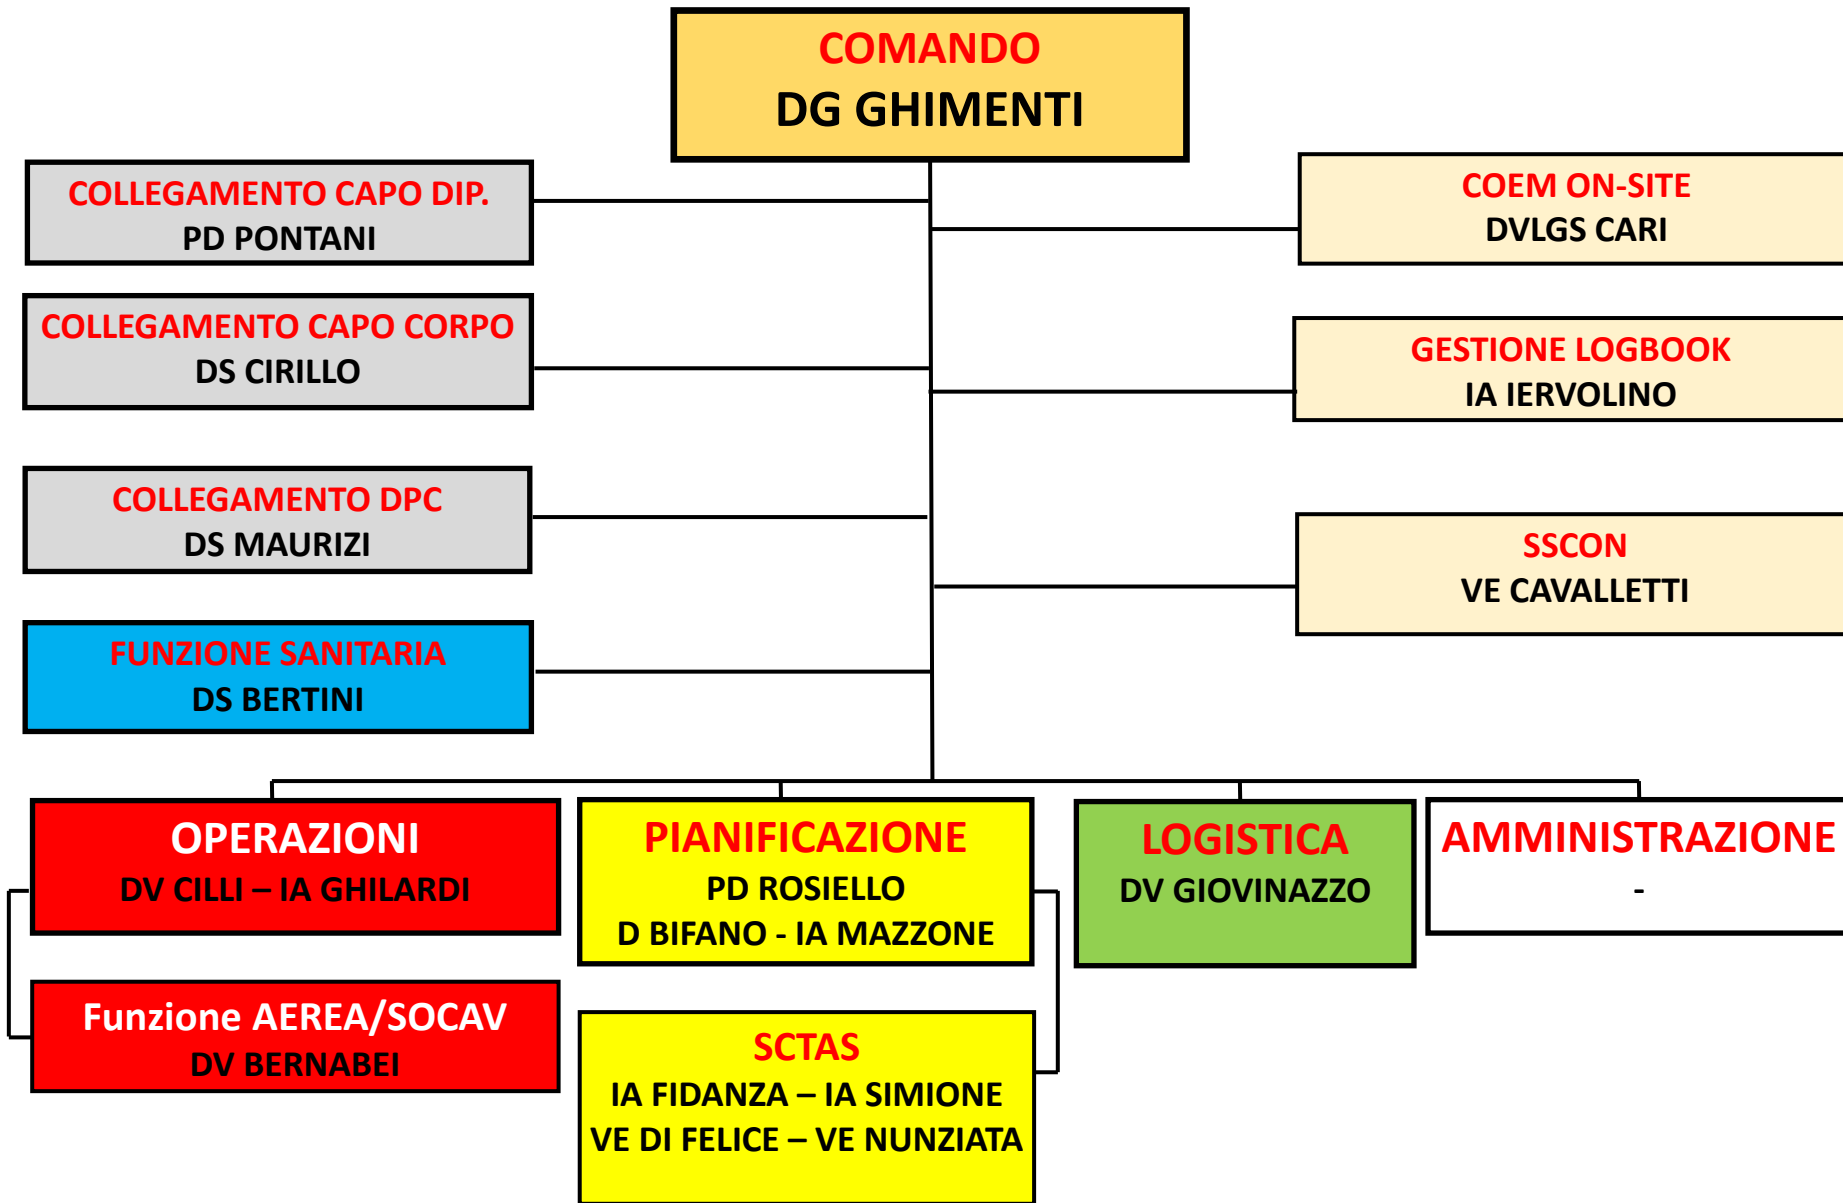 COMANDO
DG GHIMENTI
COLLEGAMENTO CAPO DIP.
PD PONTANI
COEM ON-SITE
DVLGS CARI
COLLEGAMENTO CAPO CORPO
DS CIRILLO
GESTIONE LOGBOOK
IA IERVOLINO
COLLEGAMENTO DPC
DS MAURIZI
SSCON
VE CAVALLETTI
FUNZIONE SANITARIA
DS BERTINI
OPERAZIONI
DV CILLI – IA GHILARDI
PIANIFICAZIONE
PD ROSIELLO
D BIFANO - IA MAZZONE
LOGISTICA
DV GIOVINAZZO
AMMINISTRAZIONE
-
Funzione AEREA/SOCAV
DV BERNABEI
SCTAS
IA FIDANZA – IA SIMIONE
VE DI FELICE – VE NUNZIATA